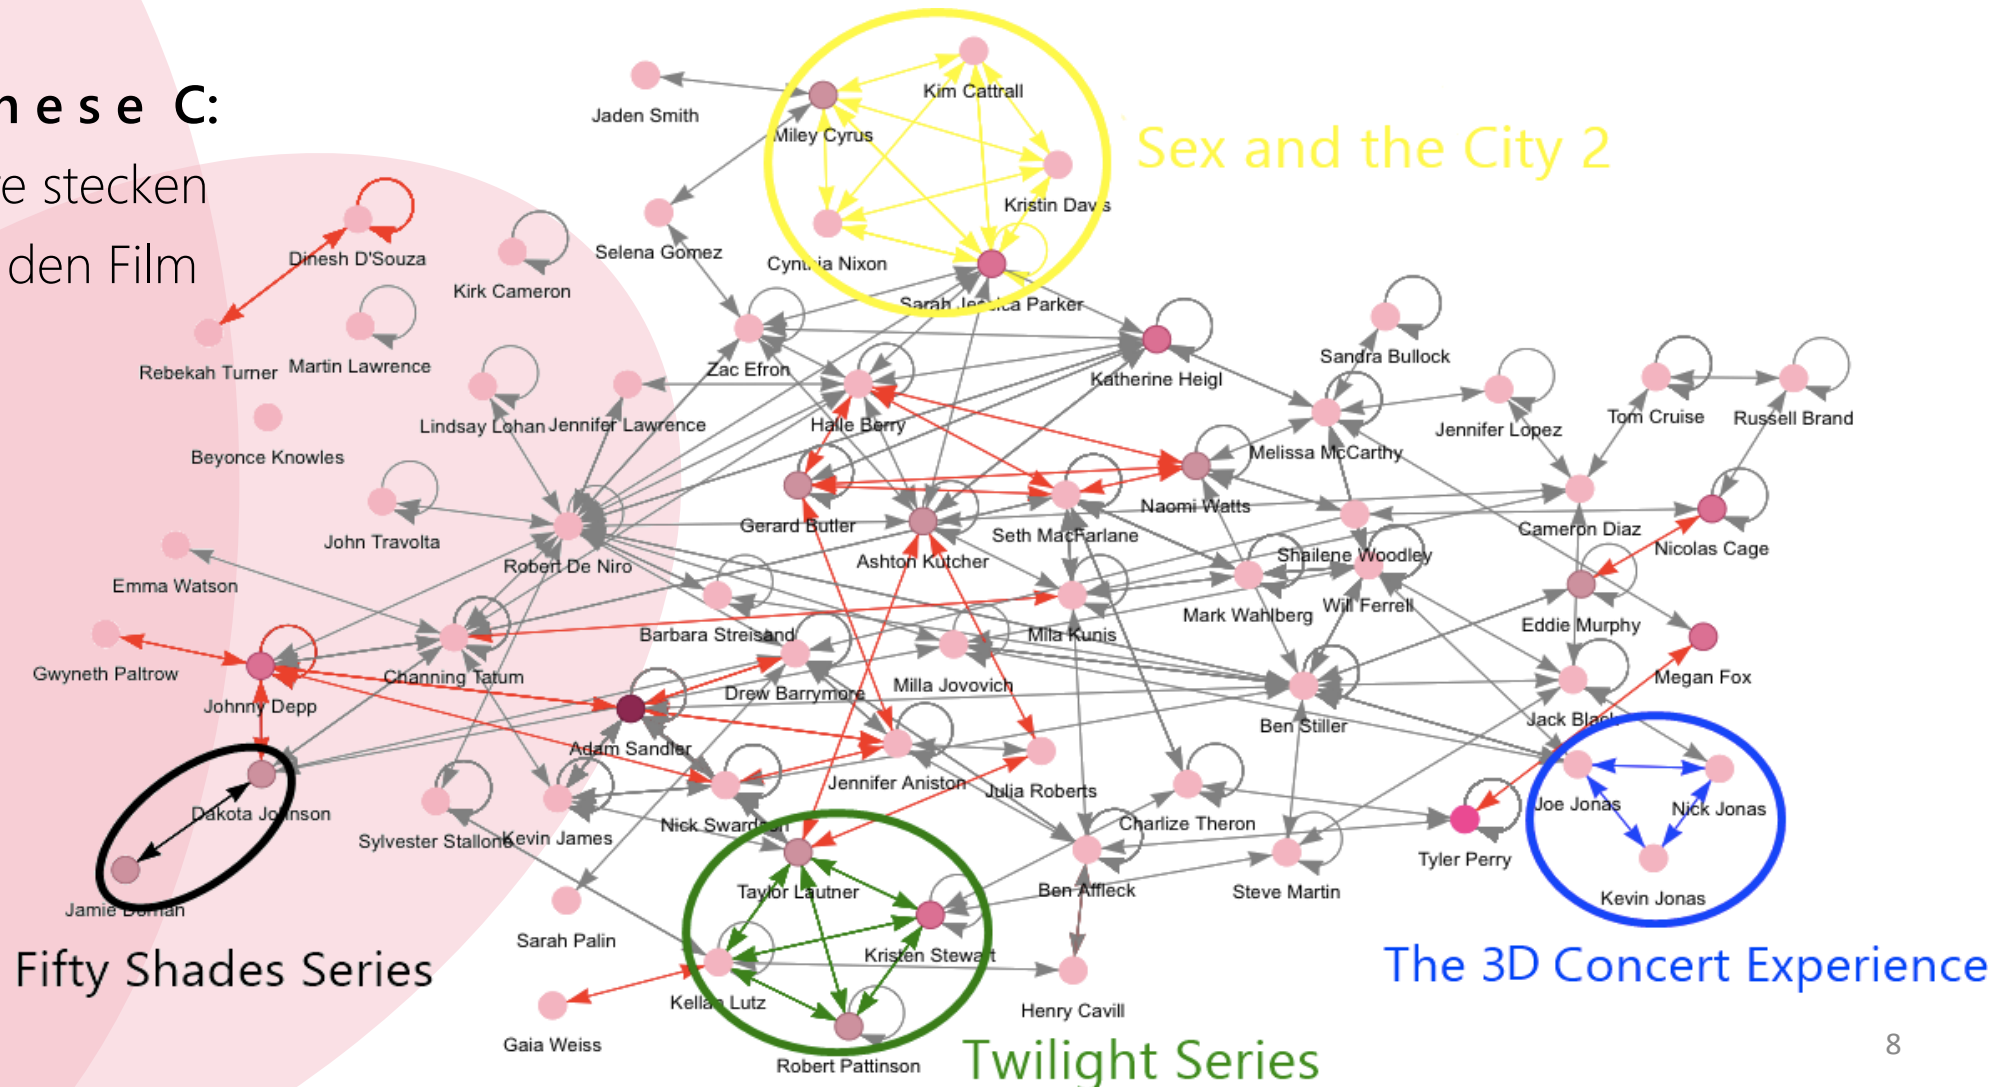 nese C:
e stecken
den Film
Jaden Smith
Kim Cattrall
Miley Cyrus
Sex and the City 2
Kristin Davis
Selena Gomez
Cynthia Nixon
Dinesh D'Souza
Kirk Cameron
Sarah Jessica Parker
Rebekah Turner
Martin Lawrence
Zac Efron
Katherine Heigl
Sandra Bullock
Lindsay Lohan
Jennifer Lawrence
Halle Berry
Jennifer Lopez
Tom Cruise
Russell Brand
Beyonce Knowles
Melissa McCarthy
John Travolta
Gerard Butler
Naomi Watts
Seth MacFarlane
Cameron Diaz
Nicolas Cage
Emma Watson
Robert De Niro
Ashton Kutcher
Shailene Woodley
Barbara Streisand
Mila Kunis
Mark Wahlberg
Will Ferrell
Eddie Murphy
Gwyneth Paltrow
Channing Tatum
Drew Barrymore
Milla Jovovich
Megan Fox
Johnny Depp
Ben Stiller
Jack Black
Adam Sandler
Jennifer Aniston
Julia Roberts
Dakota Johnson
Sylvester Stallone
Kevin James
Nick Swardson
Charlize Theron
Joe Jonas
Nick Jonas
Tyler Perry
Jamie Dornan
Taylor Lautner
Ben Affleck
Steve Martin
Kevin Jonas
Sarah Palin
Kristen Stewart
Fifty Shades Series
The 3D Concert Experience
Kellan Lutz
Henry Cavill
Gaia Weiss
Robert Pattinson
Twilight Series
8